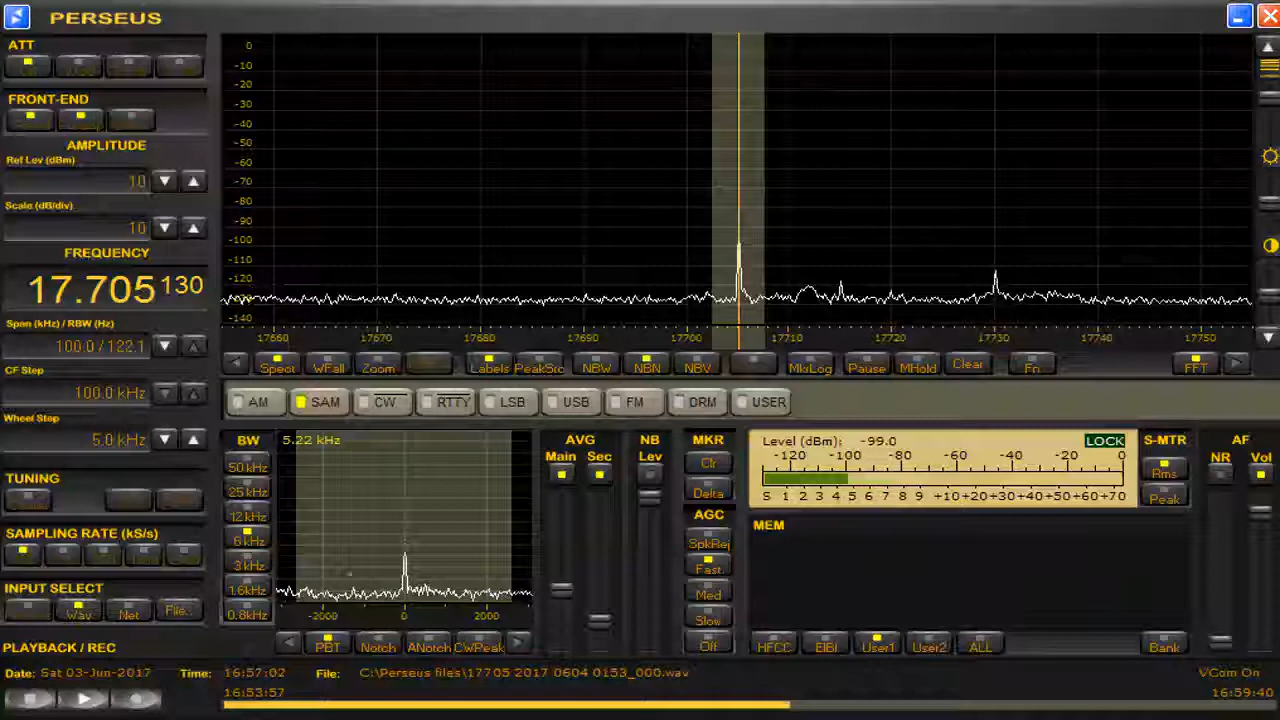 PERSEUS
ATT
FRONT-END
AMPLITUDE
Ref Lev (dBm)
10
Scale (dB/div)
10
FREQUENCY
17.705 130
Span (kHz) / RBW (Hz)
100.0 / 122.1
CF Step
100.0 kHz
Wheel Step
5.0 kHz
TUNING
SAMPLING RATE (kS/s)
INPUT SELECT
Wav Net File..
PLAYBACK / REC
0
-10
-20
-30
-40
-50
-60
-70
-80
-90
-100
-110
-120
-130
-140
17660 17670 17680 17690 17700 17710 17720 17730 17740 17750
Spect WFall Zoom Labels PeakSrc NBW NBN NBV MkrLog Pause MHold Clear Fn FFT
AM SAM CW RTTY LSB USB FM DRM USER
BW
50 kHz
25 kHz
12 kHz
6 kHz
3 kHz
1.6kHz
0.8kHz
5.22 kHz
-2000 0 2000
PBT Notch ANotch CWPeak
AVG
Main Sec
NB
Lev
MKR
Clr
Delta
AGC
SpkRej
Fast
Med
Slow
Off
Level (dBm): -99.0 LOCK
-120 -100 -80 -60 -40 -20 0
S 1 2 3 4 5 6 7 8 9 +10+20+30+40+50+60+70
S-MTR
Rms
Peak
AF
NR Vol
MEM
HFCC EIBI User1 User2 ALL Bank
Date: Sat 03-Jun-2017 Time: 16:57:02 File: C:\Perseus files\17705 2017 0604 0153_000.wav VCom On
16:53:57 16:59:40